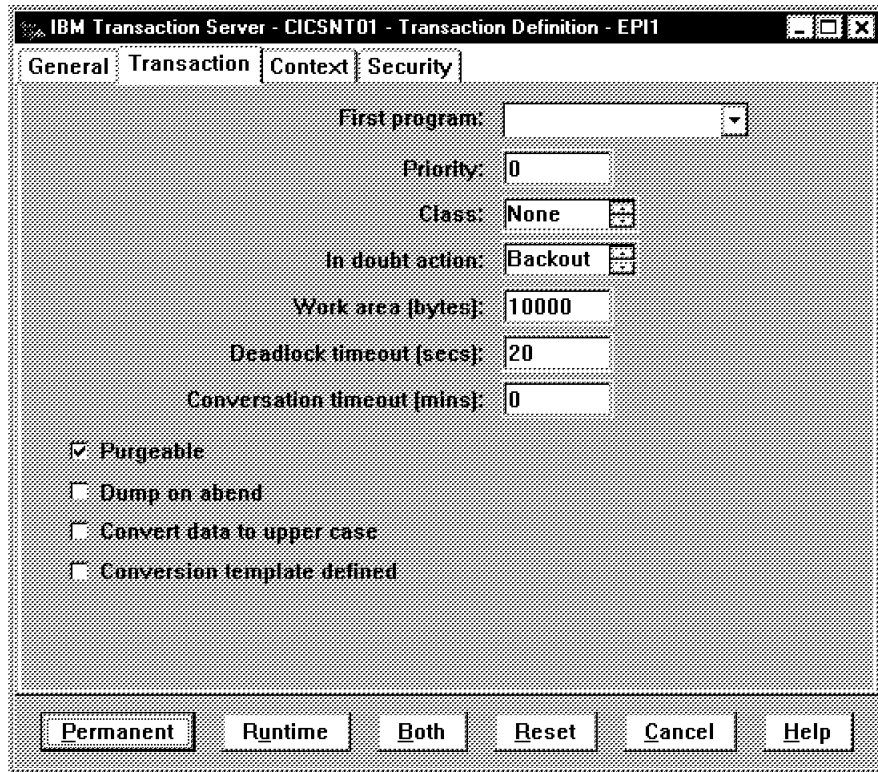 IBM Transaction Server - CICSNT01 - Transaction Definition - EPI1
General Transaction Context Security
First program:
Priority: 0
Class: None
In doubt action: Backout
Work area (bytes): 10000
Deadlock timeout (secs): 20
Conversation timeout (mins): 0
Purgeable
Dump on abend
Convert data to upper case
Conversion template defined
Permanent Runtime Both Reset Cancel Help